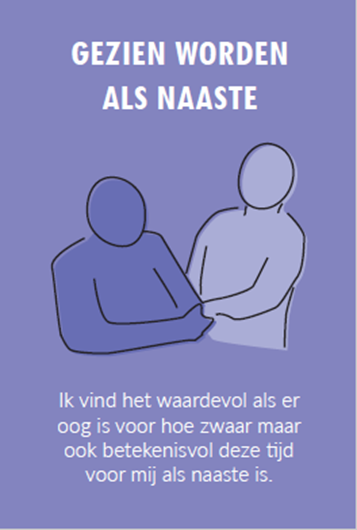 GEZIEN WORDEN
ALS NAASTE
Ik vind het waardevol als er
oog is voor hoe zwaar maar
ook betekenisvol deze tijd
voor mij als naaste is.